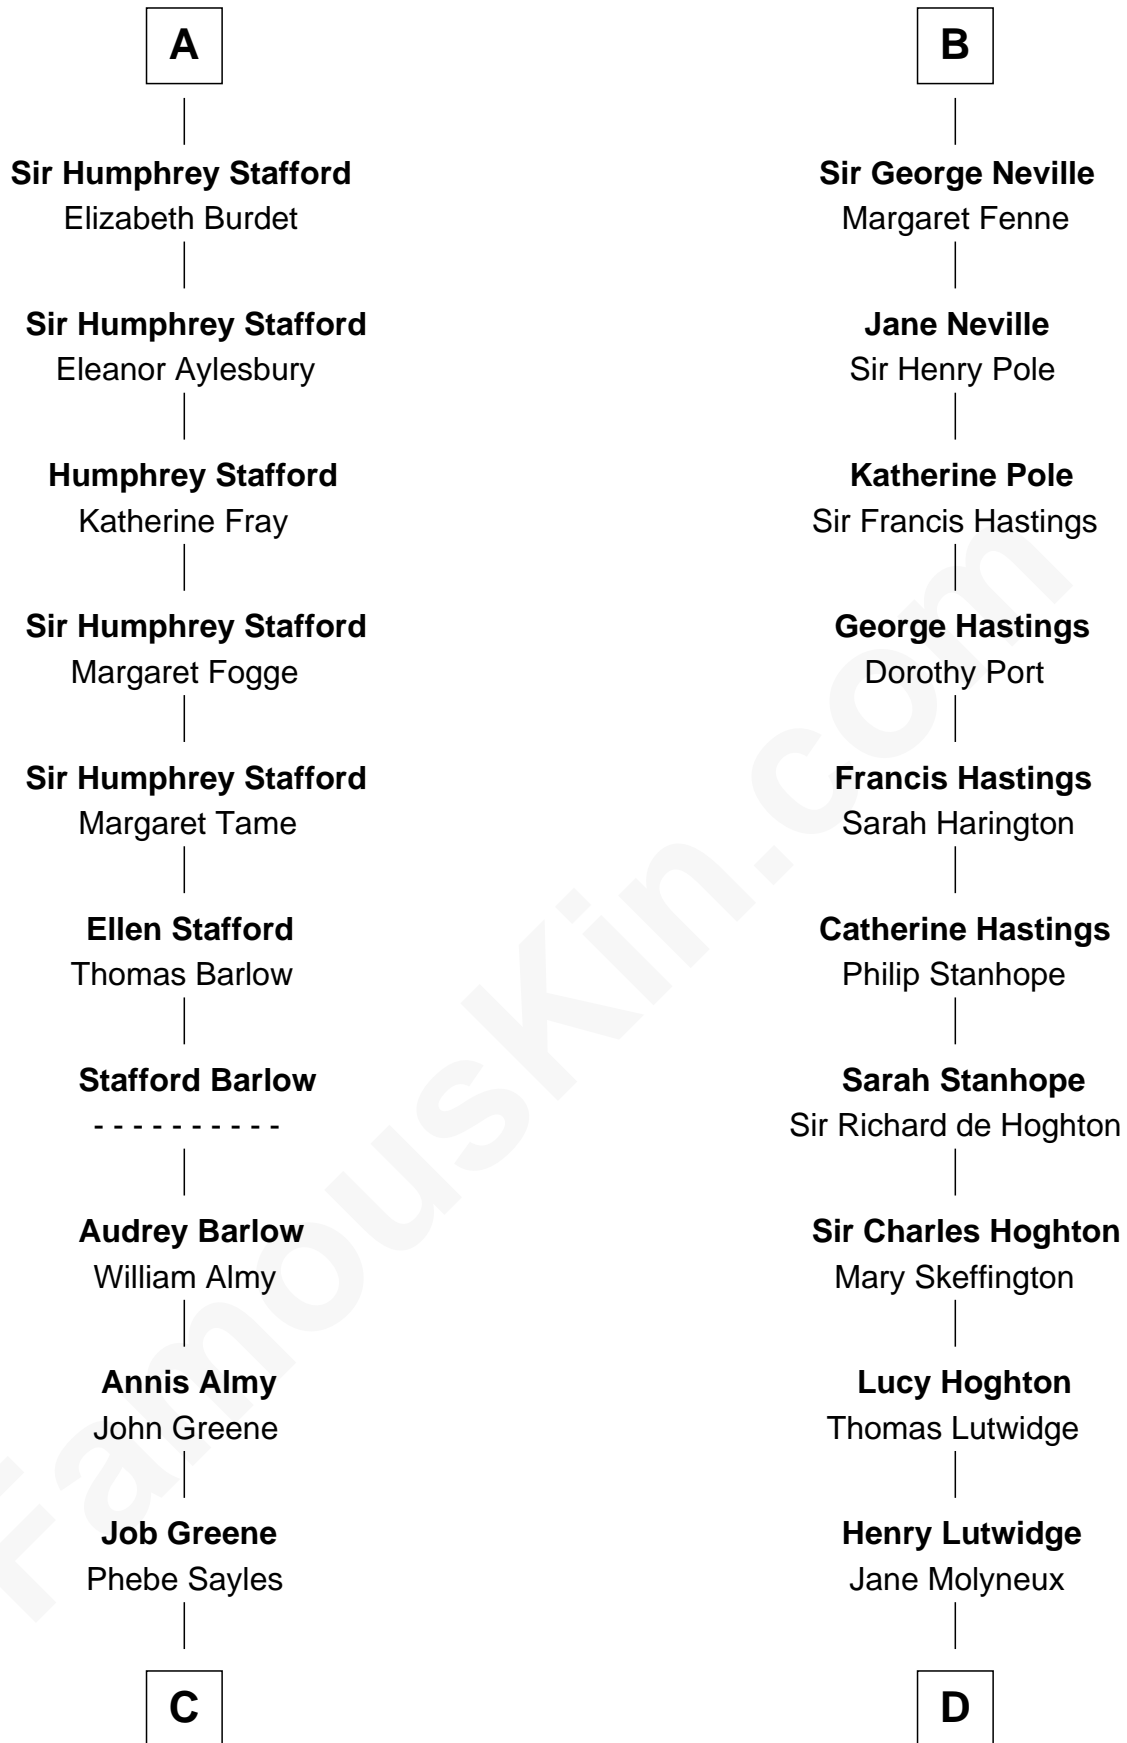 A
Sir Humphrey Stafford
Elizabeth Burdet
Sir Humphrey Stafford
Eleanor Aylesbury
Humphrey Stafford
Katherine Fray
Sir Humphrey Stafford
Margaret Fogge
Sir Humphrey Stafford
Margaret Tame
Ellen Stafford
Thomas Barlow
Stafford Barlow
- - - - - - - - - -
Audrey Barlow
William Almy
Annis Almy
John Greene
Job Greene
Phebe Sayles
C
B
Sir George Neville
Margaret Fenne
Jane Neville
Sir Henry Pole
Katherine Pole
Sir Francis Hastings
George Hastings
Dorothy Port
Francis Hastings
Sarah Harington
Catherine Hastings
Philip Stanhope
Sarah Stanhope
Sir Richard de Hoghton
Sir Charles Hoghton
Mary Skeffington
Lucy Hoghton
Thomas Lutwidge
Henry Lutwidge
Jane Molyneux
D
FamousKin.com